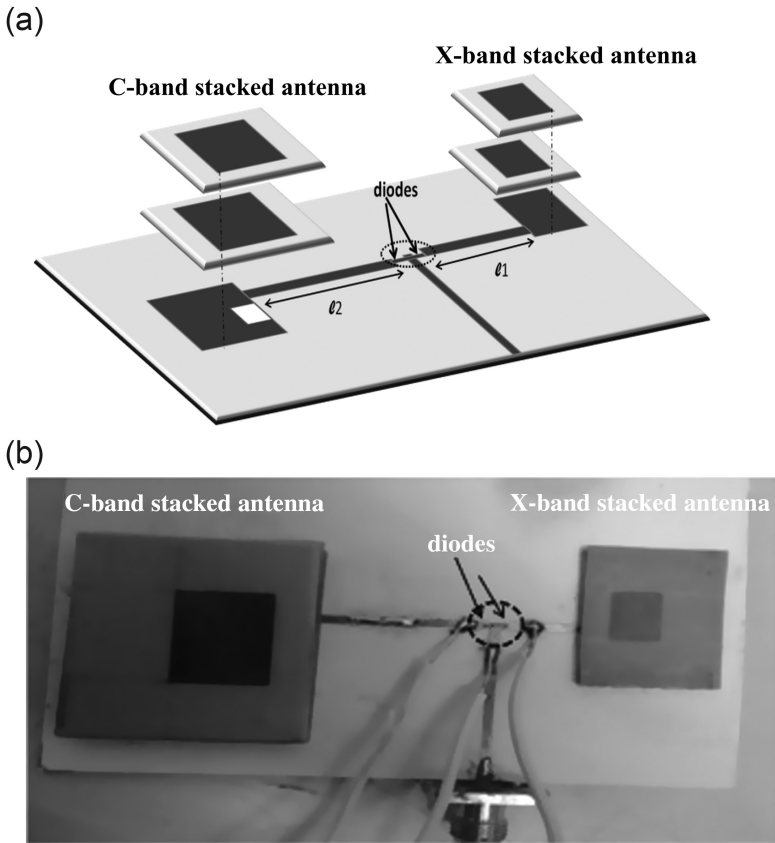 (a)
X-band stacked antenna
C-band stacked antenna
diodes
ℓ1
ℓ2
(b)
C-band stacked antenna
X-band stacked antenna
diodes